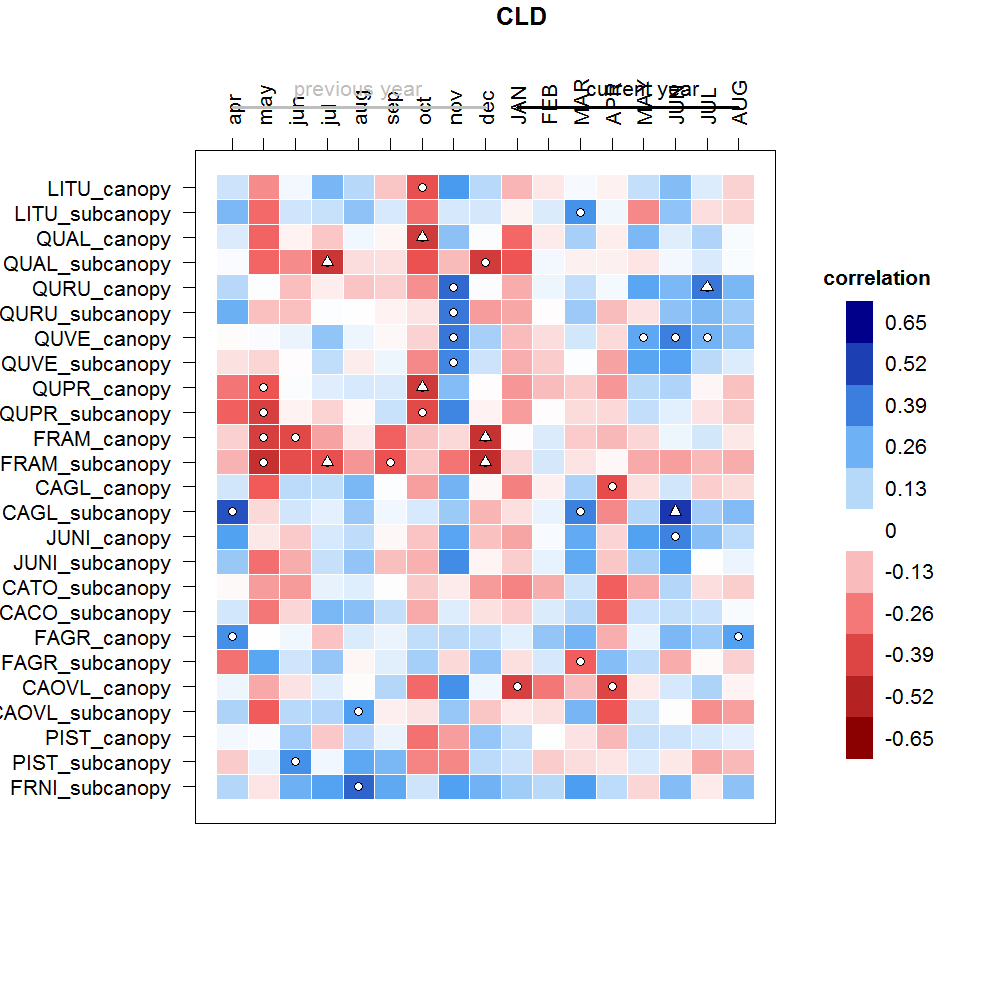 CLD
previous year
current year
apr
may
jun
jul
aug
sep
oct
nov
dec
JAN
FEB
MAR
APR
MAY
JUN
JUL
AUG
LITU_canopy
LITU_subcanopy
QUAL_canopy
QUAL_subcanopy
QURU_canopy
QURU_subcanopy
QUVE_canopy
QUVE_subcanopy
QUPR_canopy
QUPR_subcanopy
FRAM_canopy
FRAM_subcanopy
CAGL_canopy
CAGL_subcanopy
JUNI_canopy
JUNI_subcanopy
CATO_subcanopy
CACO_subcanopy
FAGR_canopy
FAGR_subcanopy
CAOVL_canopy
CAOVL_subcanopy
PIST_canopy
PIST_subcanopy
FRNI_subcanopy
correlation
0.65
0.52
0.39
0.26
0.13
0
-0.13
-0.26
-0.39
-0.52
-0.65